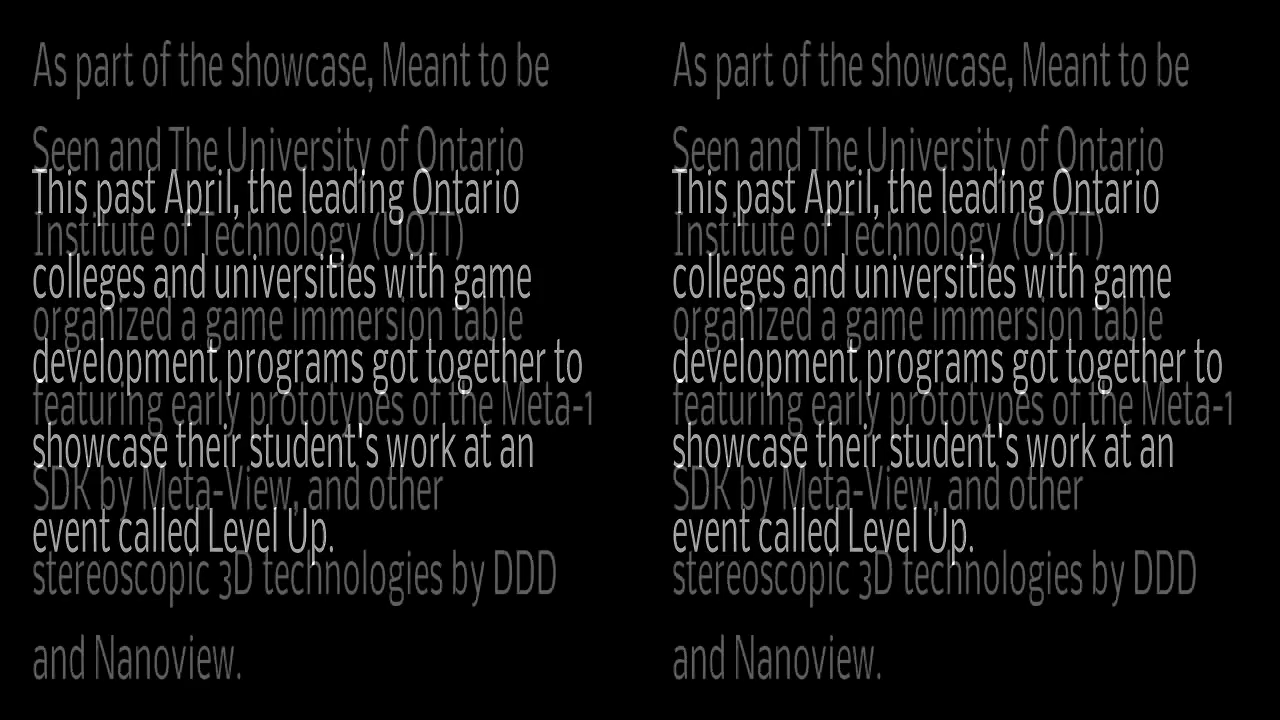 As part of the showcase, Meant to be
Seen and The University of Ontario
Institute of Technology (UOIT)
organized a game immersion table
featuring early prototypes of the Meta-1
SDK by Meta-View, and other
stereoscopic 3D technologies by DDD
and Nanoview.
This past April, the leading Ontario
colleges and universities with game
development programs got together to
showcase their student's work at an
event called Level Up.
As part of the showcase, Meant to be
Seen and The University of Ontario
Institute of Technology (UOIT)
organized a game immersion table
featuring early prototypes of the Meta-1
SDK by Meta-View, and other
stereoscopic 3D technologies by DDD
and Nanoview.
This past April, the leading Ontario
colleges and universities with game
development programs got together to
showcase their student's work at an
event called Level Up.